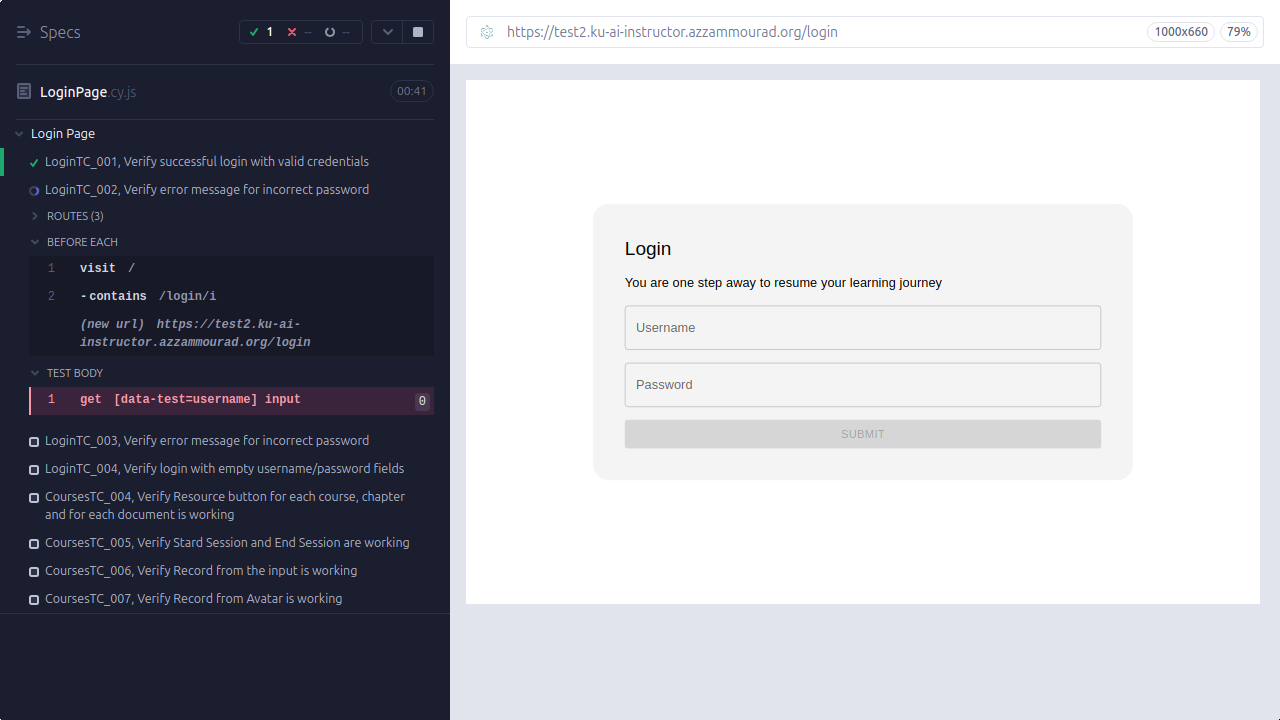 Specs
1 -- --
LoginPage.cy.js
00:41
Login Page
LoginTC_001, Verify successful login with valid credentials
LoginTC_002, Verify error message for incorrect password
ROUTES (3)
BEFORE EACH
1 visit /
2 -contains /login/i
(new url) https://test2.ku-ai-
instructor.azzammourad.org/login
TEST BODY
1 get [data-test=username] input 0
LoginTC_003, Verify error message for incorrect password
LoginTC_004, Verify login with empty username/password fields
CoursesTC_004, Verify Resource button for each course, chapter
and for each document is working
CoursesTC_005, Verify Stard Session and End Session are working
CoursesTC_006, Verify Record from the input is working
CoursesTC_007, Verify Record from Avatar is working
https://test2.ku-ai-instructor.azzammourad.org/login
1000x660
79%
Login
You are one step away to resume your learning journey
Username
Password
SUBMIT